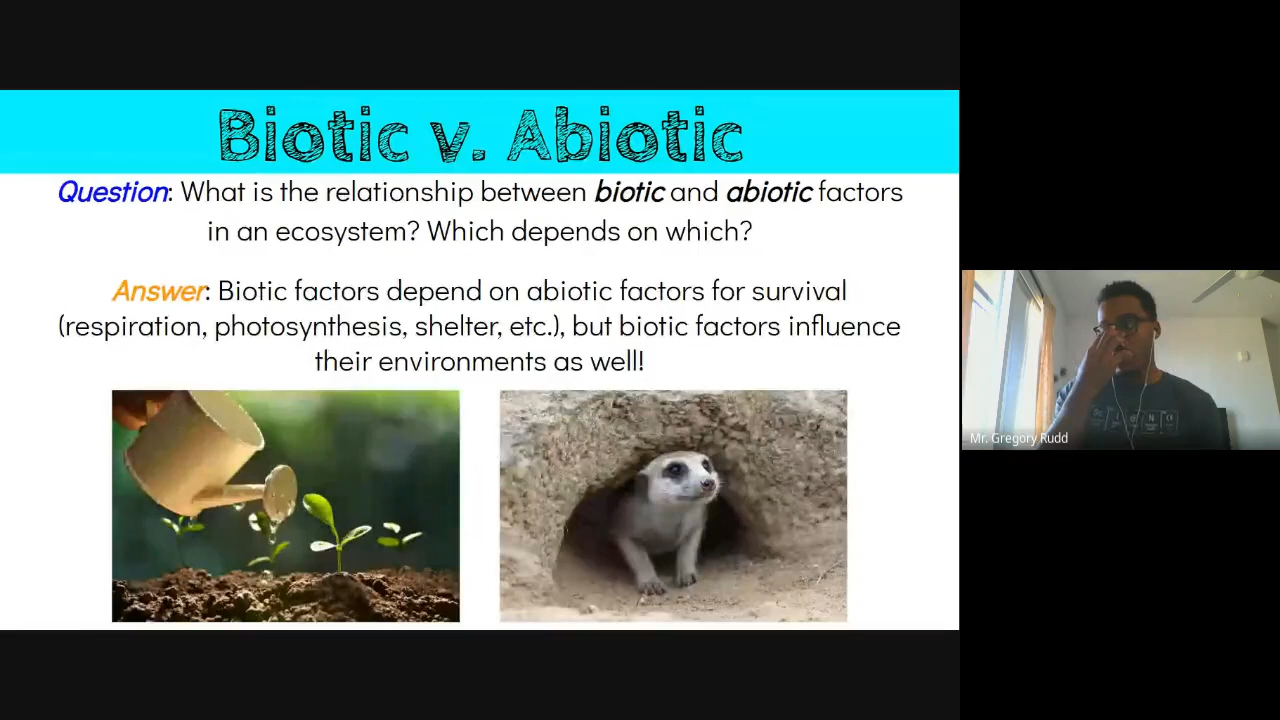 Biotic v. Abiotic
Question: What is the relationship between biotic and abiotic factors
in an ecosystem? Which depends on which?
Answer: Biotic factors depend on abiotic factors for survival
(respiration, photosynthesis, shelter, etc.), but biotic factors influence
their environments as well!
Mr. Gregory Rudd